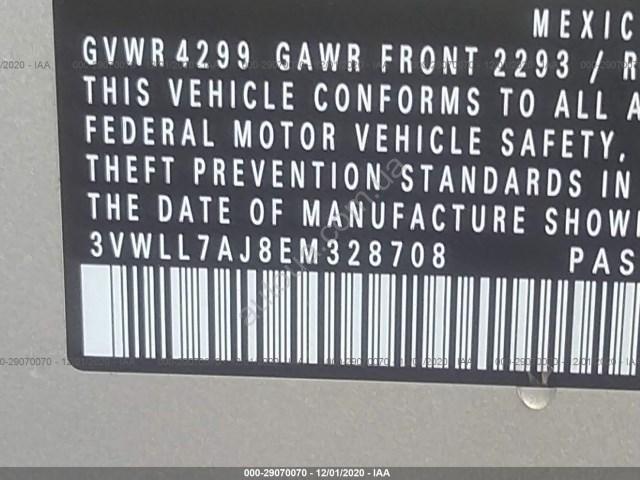 MEXIC
GVWR 4299 GAWR FRONT 2293 / R
THIS VEHICLE CONFORMS TO ALL A
FEDERAL MOTOR VEHICLE SAFETY,
THEFT PREVENTION STANDARDS IN
THE DATE OF MANUFACTURE SHOW
3VWLL7AJ8EM328708 PAS
000-29070070 - 12/01/2020 - IAA